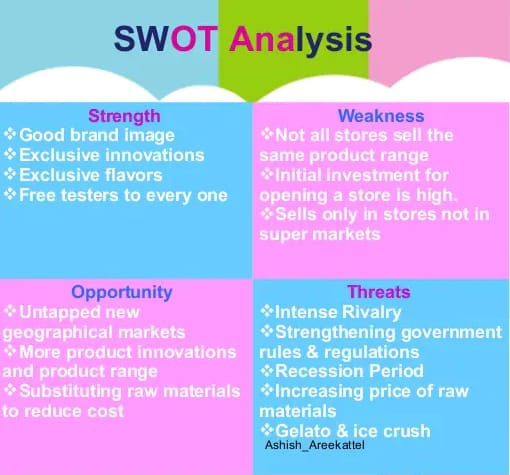 SWOT Analysis
Strength
❖Good brand image
❖Exclusive innovations
❖Exclusive flavors
❖Free testers to every one
Weakness
❖Not all stores sell the
same product range
❖Initial investment for
opening a store is high.
❖Sells only in stores not in
super markets
Opportunity
❖Untapped new
geographical markets
❖More product innovations
and product range
❖Substituting raw materials
to reduce cost
Threats
❖Intense Rivalry
❖Strengthening government
rules & regulations
❖Recession Period
❖Increasing price of raw
materials
❖Gelato & ice crush
Ashish_Areekattel